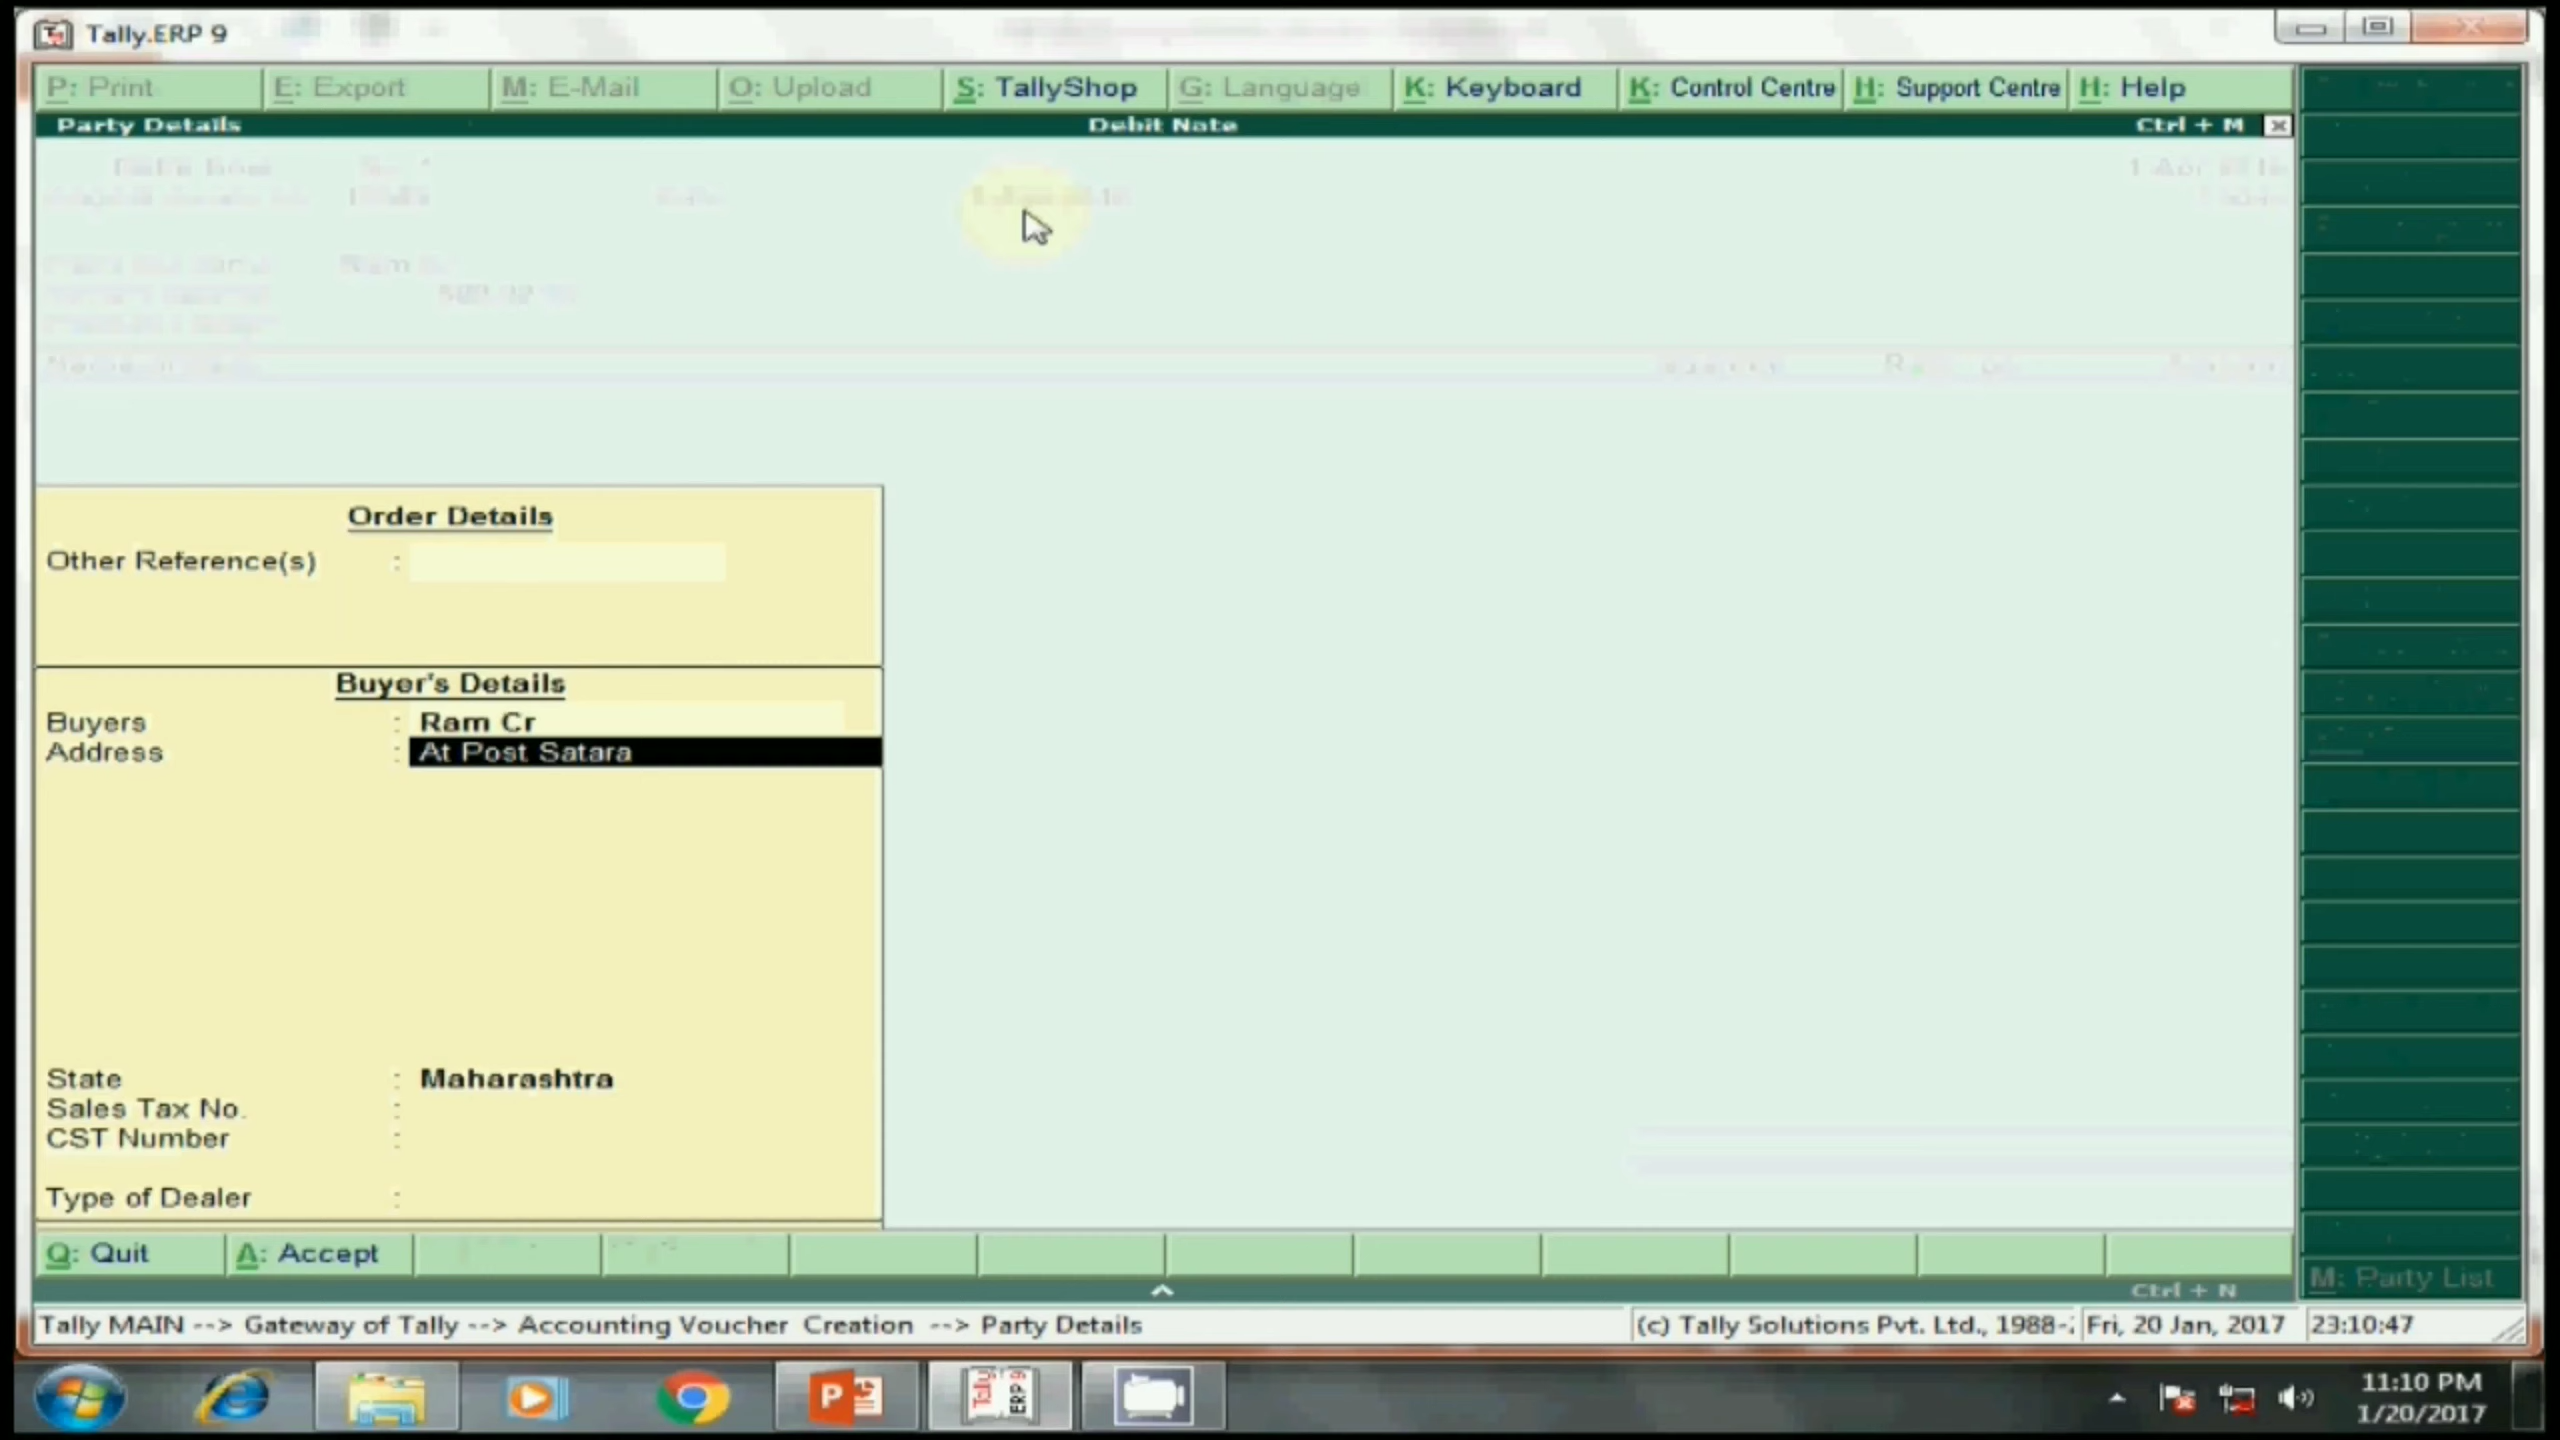 Tally.ERP 9
P: Print E: Export M: E-Mail O: Upload S: TallyShop G: Language K: Keyboard K: Control Centre H: Support Centre H: Help
Party Details Debit Note Ctrl + M
Order Details
Other Reference(s) :
Buyer's Details
Buyers : Ram Cr
Address : At Post Satara
State : Maharashtra
Sales Tax No. :
CST Number :
Type of Dealer :
Q: Quit A: Accept
M: Party List
Ctrl + N
Tally MAIN --> Gateway of Tally --> Accounting Voucher Creation --> Party Details (c) Tally Solutions Pvt. Ltd., 1988-2 Fri, 20 Jan, 2017 23:10:47
11:10 PM
1/20/2017